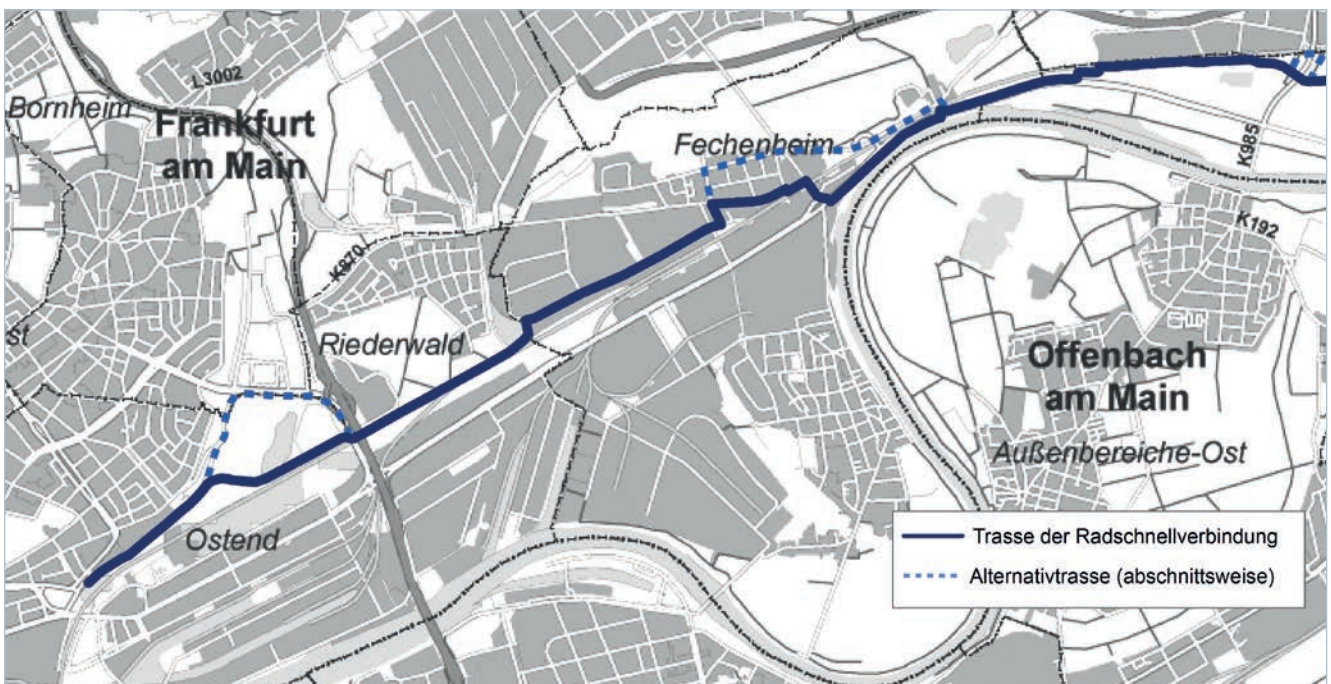 L3002
Bornheim
Frankfurt
am Main
Fechenheim
K985
K192
K870
st
Riederwald
Offenbach
am Main
Außenbereiche-Ost
Ostend
Trasse der Radschnellverbindung
Alternativtrasse (abschnittsweise)